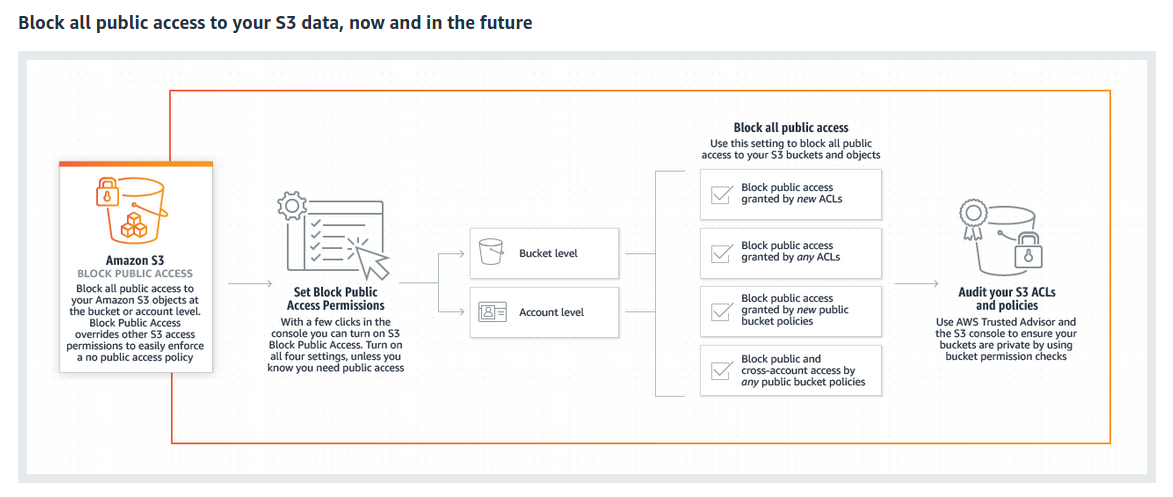 Block all public access to your S3 data, now and in the future
Amazon S3
BLOCK PUBLIC ACCESS
Block all public access to
your Amazon S3 objects at
the bucket or account level.
Block Public Access
overrides other S3 access
permissions to easily enforce
a no public access policy
Set Block Public
Access Permissions
With a few clicks in the
console you can turn on S3
Block Public Access. Turn on
all four settings, unless you
know you need public access
Bucket level
Account level
Block all public access
Use this setting to block all public
access to your S3 buckets and objects
Block public access
granted by new ACLs
Block public access
granted by any ACLs
Block public access
granted by new public
bucket policies
Block public and
cross-account access by
any public bucket policies
Audit your S3 ACLs
and policies
Use AWS Trusted Advisor and
the S3 console to ensure your
buckets are private by using
bucket permission checks